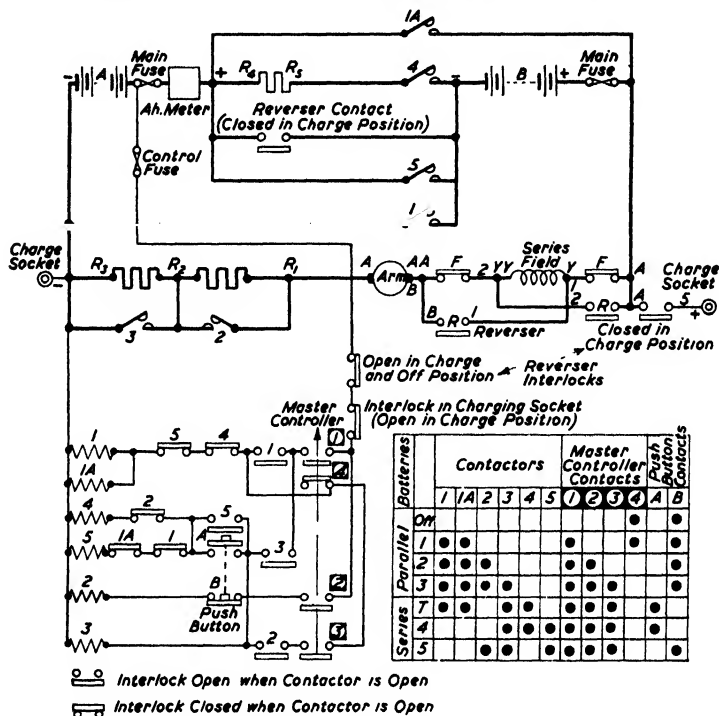 1A
- A
Main Fuse
Ah. Meter
+
R4 R5
4
-
B
+
Main Fuse
Reverser Contact
(Closed in Charge Position)
Control Fuse
5
1
Charge Socket
-
R3
R2
R1
A
Arm
AA
B
F
2
YY
Series Field
Y
1
F
A
3
2
B
R
1
Reverser
2
R
A
5
+
Charge Socket
Closed in Charge Position
Open in Charge and Off Position
Reverser Interlocks
Master Controller
Interlock in Charging Socket
(Open in Charge Position)
1
5
4
1
1
1A
4
4
2
5
5
1A
1
A
3
2
B
2
Push Button
3
2
3
Batteries
Contactors
Master Controller Contacts
Push Button Contacts
1 1A 2 3 4 5 1 2 3 4 A B
Off ● ●
Parallel
1 ● ● ● ● ●
2 ● ● ● ● ● ●
3 ● ● ● ● ● ● ● ●
Series
T ● ● ● ● ● ● ● ●
4 ● ● ● ● ● ● ●
5 ● ● ● ● ● ● ●
Interlock Open when Contactor is Open
Interlock Closed when Contactor is Open